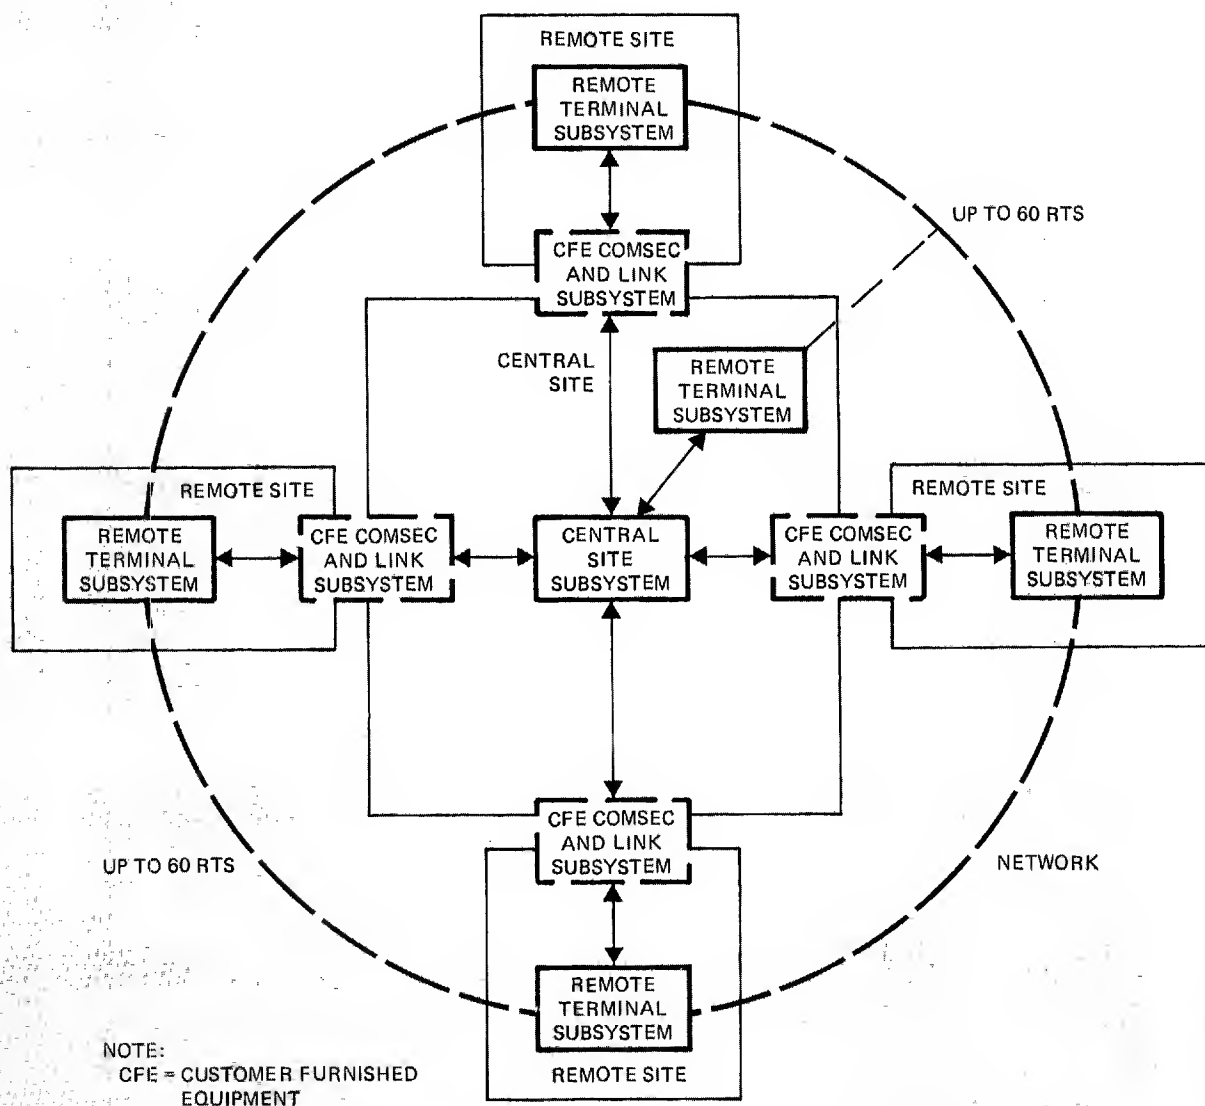 REMOTE SITE
REMOTE
TERMINAL
SUBSYSTEM
UP TO 60 RTS
CFE COMSEC
AND LINK
SUBSYSTEM
CENTRAL
SITE
REMOTE
TERMINAL
SUBSYSTEM
REMOTE SITE
REMOTE
TERMINAL
SUBSYSTEM
CFE COMSEC
AND LINK
SUBSYSTEM
CENTRAL
SITE
SUBSYSTEM
CFE COMSEC
AND LINK
SUBSYSTEM
REMOTE SITE
REMOTE
TERMINAL
SUBSYSTEM
CFE COMSEC
AND LINK
SUBSYSTEM
UP TO 60 RTS
NETWORK
REMOTE
TERMINAL
SUBSYSTEM
REMOTE SITE
NOTE:
CFE = CUSTOMER FURNISHED
EQUIPMENT